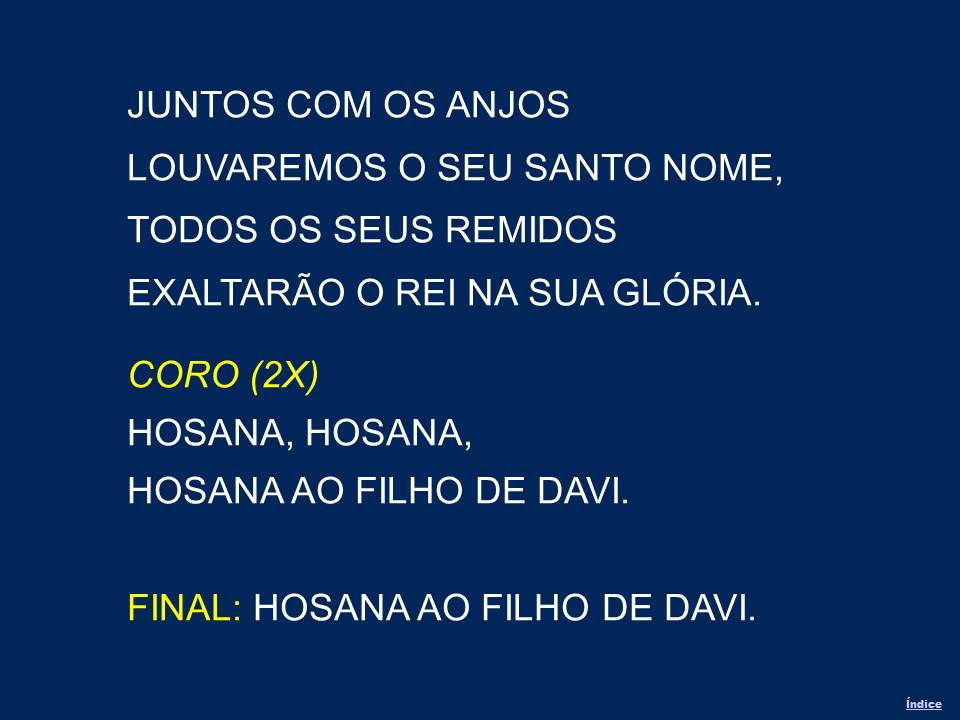 JUNTOS COM OS ANJOS
LOUVAREMOS O SEU SANTO NOME,
TODOS OS SEUS REMIDOS
EXALTARÃO O REI NA SUA GLÓRIA.
CORO (2X)
HOSANA, HOSANA,
HOSANA AO FILHO DE DAVI.
FINAL: HOSANA AO FILHO DE DAVI.
Índice